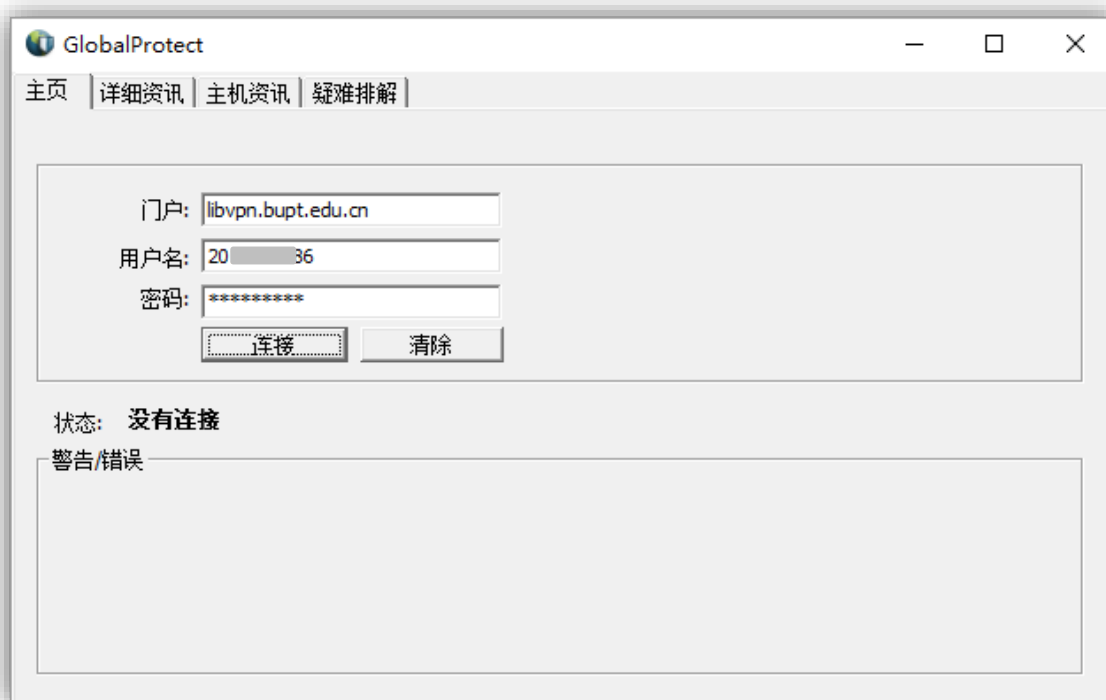 GlobalProtect
主页 详细资讯 主机资讯 疑难排解
门户: libvpn.bupt.edu.cn
用户名: 20 36
密码: *********
连接 清除
状态: 没有连接
警告/错误